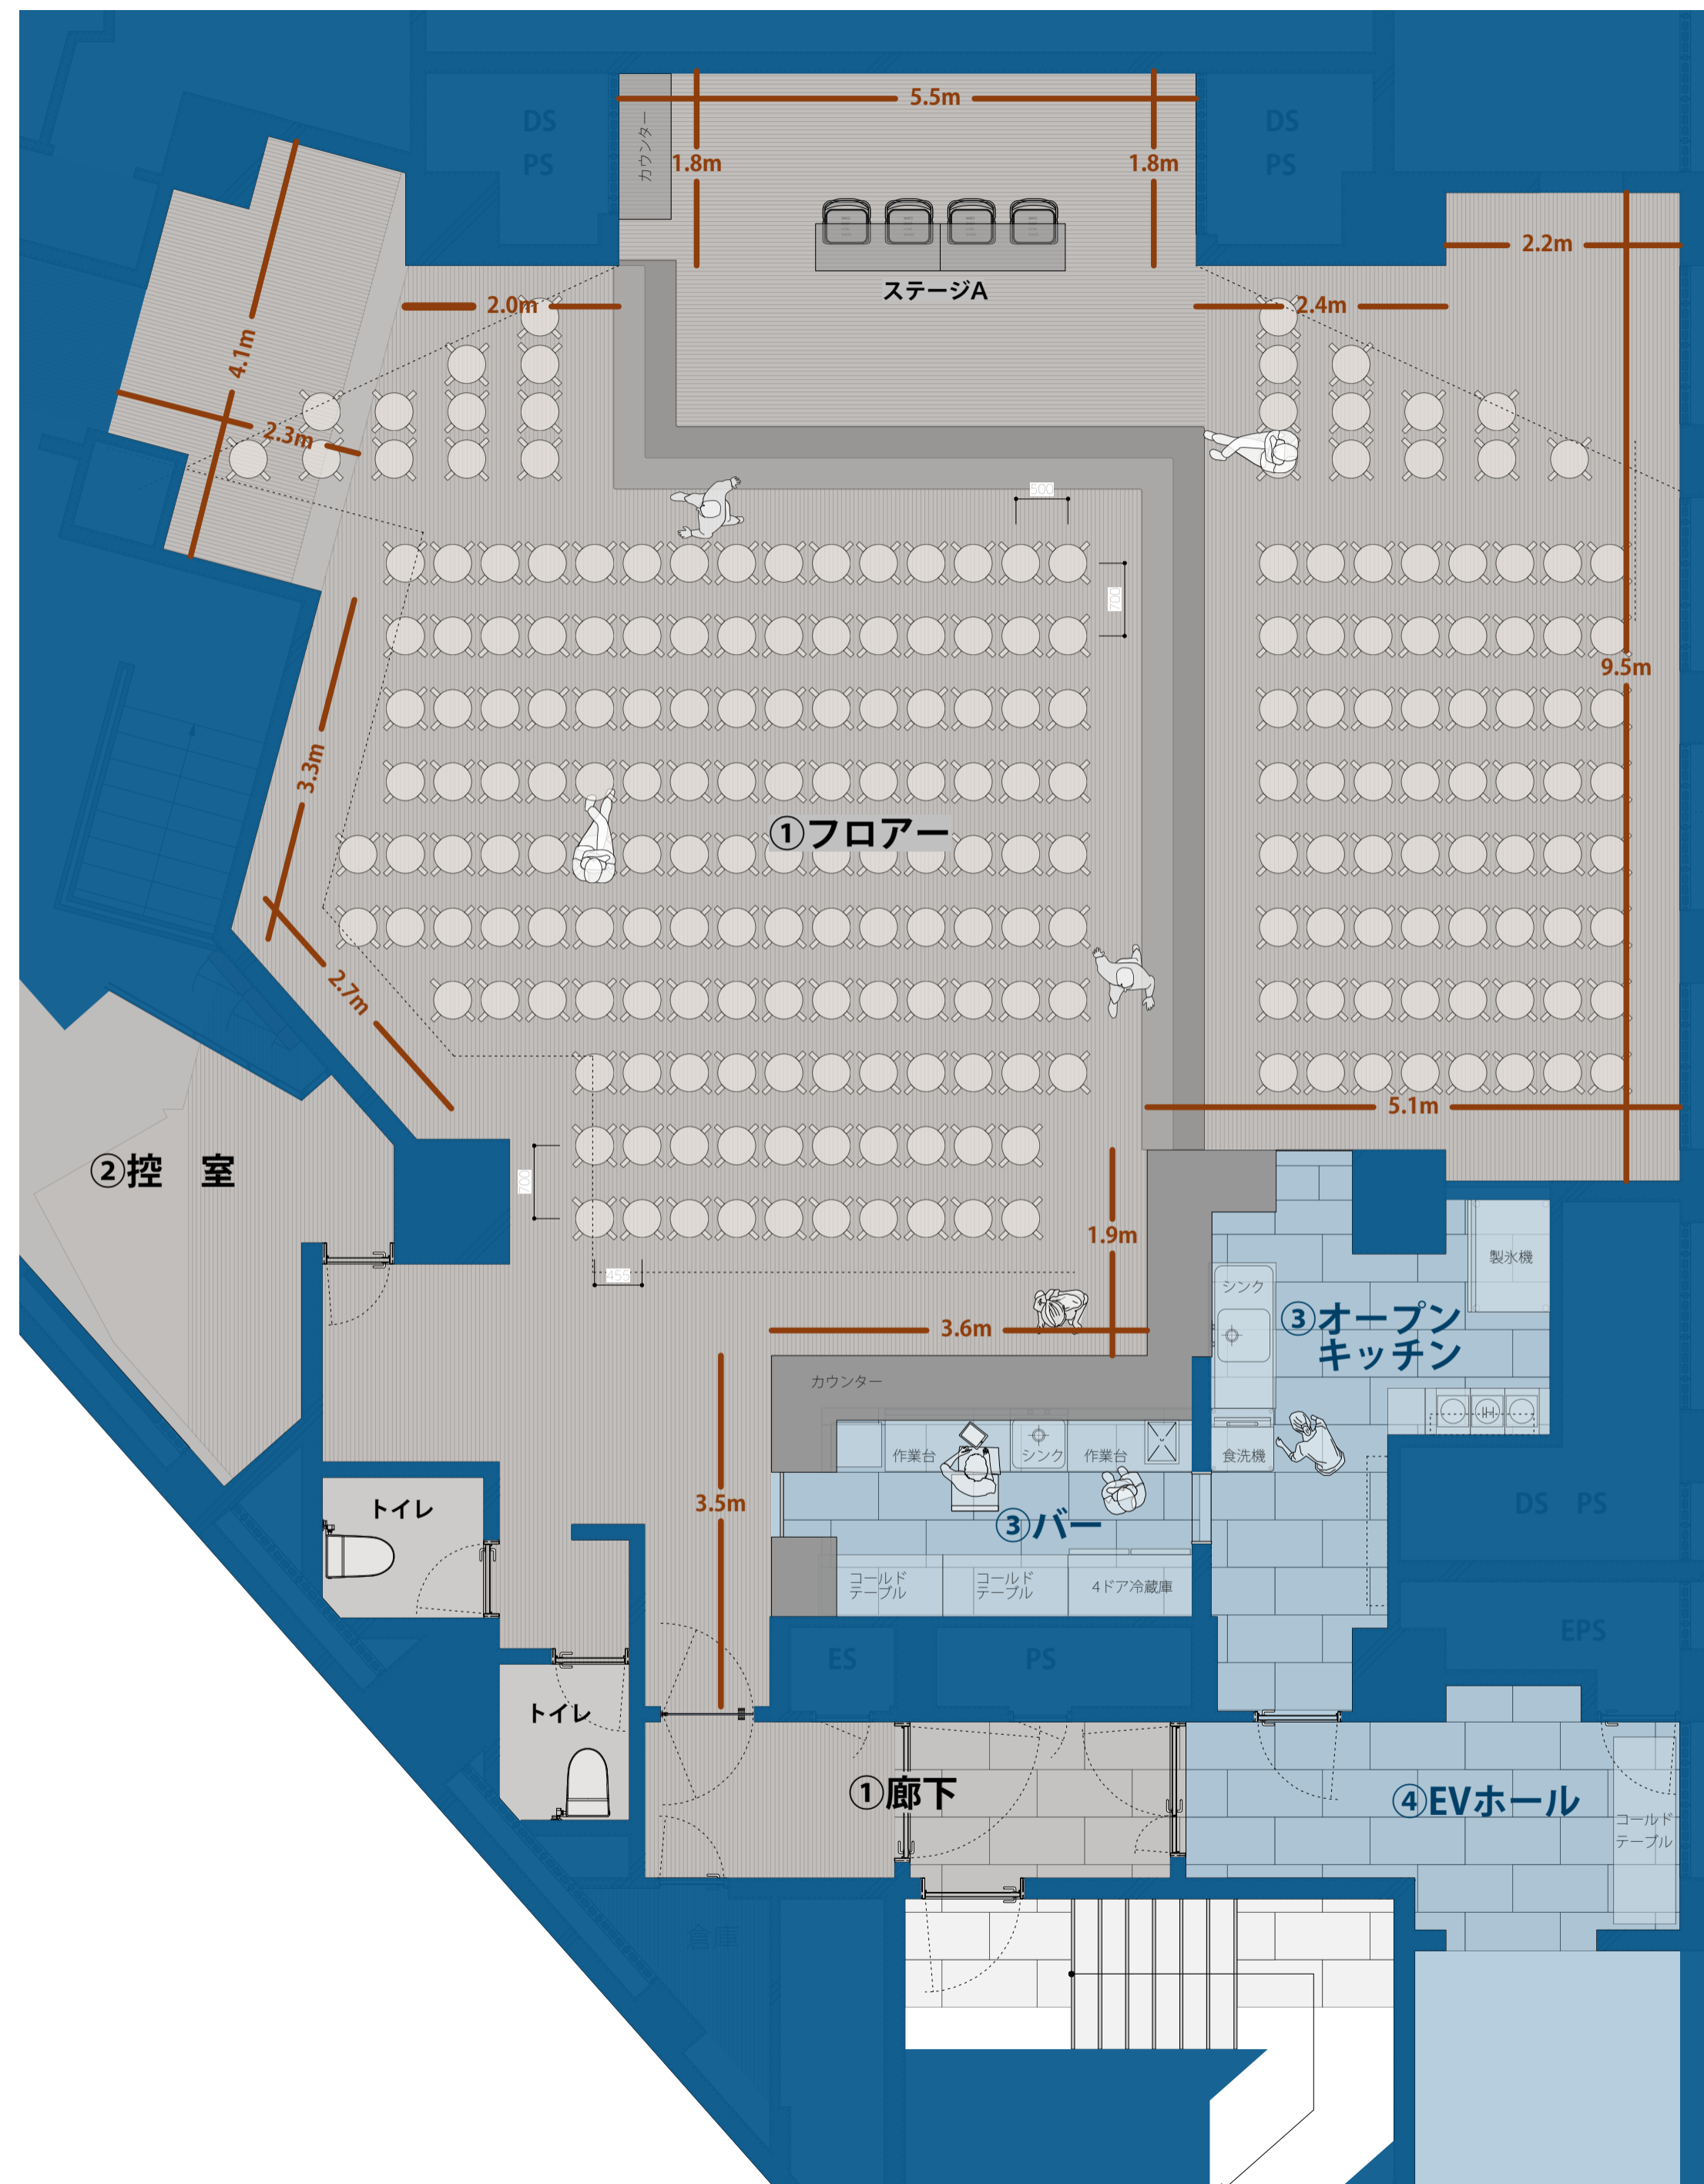 5.5m
DS
PS
カウンター
1.8m
1.8m
DS
PS
2.2m
ステージA
2.0m
2.4m
4.1m
2.3m
500
700
9.5m
3.3m
①フロアー
2.7m
5.1m
②控 室
700
1.9m
製氷機
シンク
455
3.6m
③オープン
キッチン
カウンター
作業台
シンク
作業台
食洗機
IH
トイレ
3.5m
③バー
DS PS
コールド
テーブル
コールド
テーブル
4ドア冷蔵庫
ES
PS
EPS
トイレ
①廊下
④EVホール
コールド
テーブル
倉庫